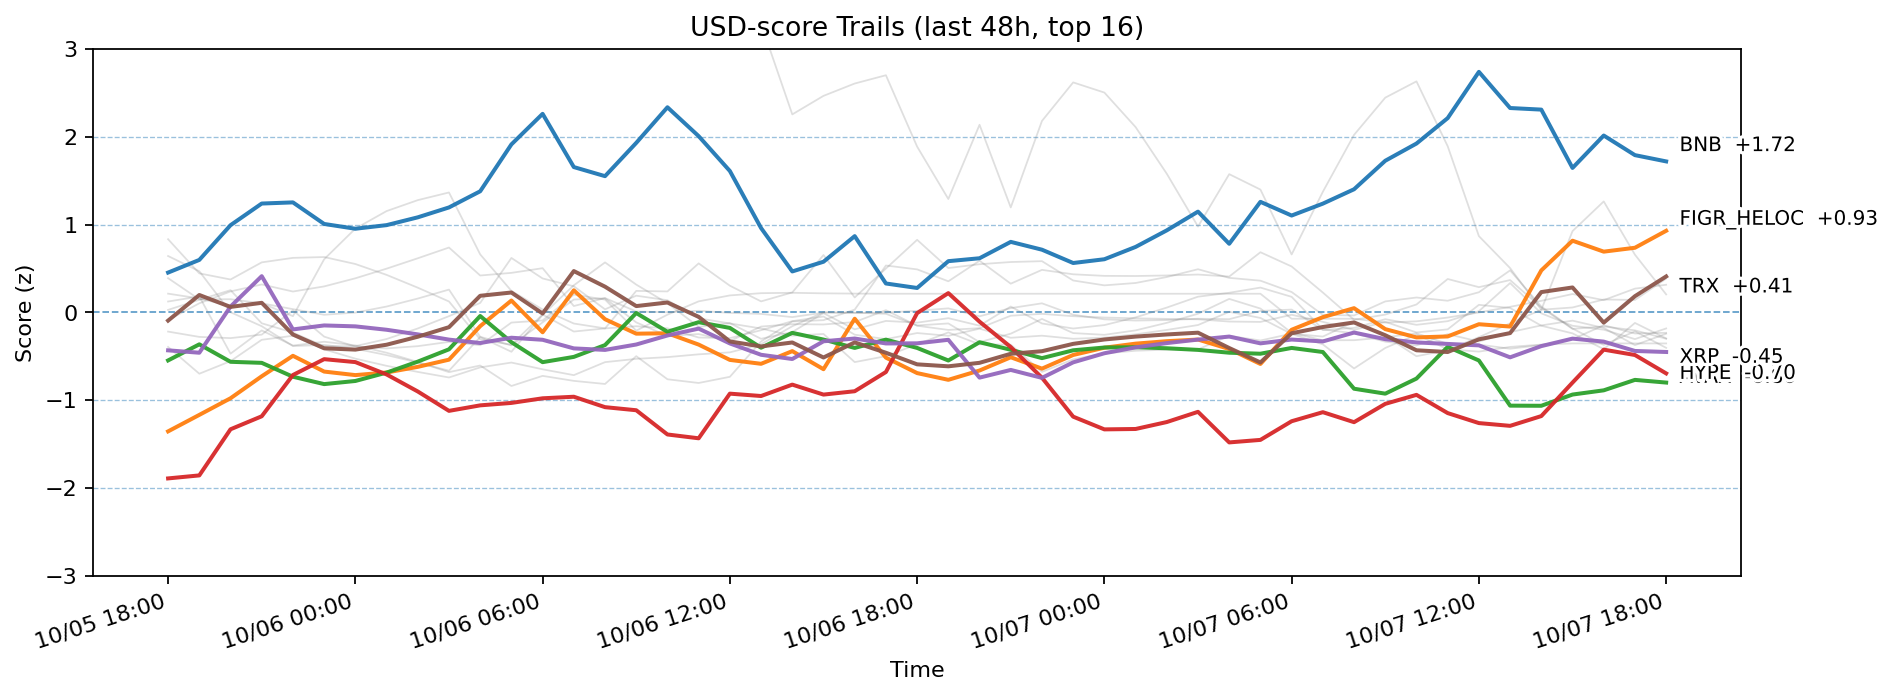 USD-score Trails (last 48h, top 16)
Score (z)
3
2
1
0
−1
−2
−3
BNB +1.72
FIGR_HELOC +0.93
TRX +0.41
XRP -0.45
HYPE -0.70
10/05 18:00
10/06 00:00
10/06 06:00
10/06 12:00
10/06 18:00
10/07 00:00
10/07 06:00
10/07 12:00
10/07 18:00
Time